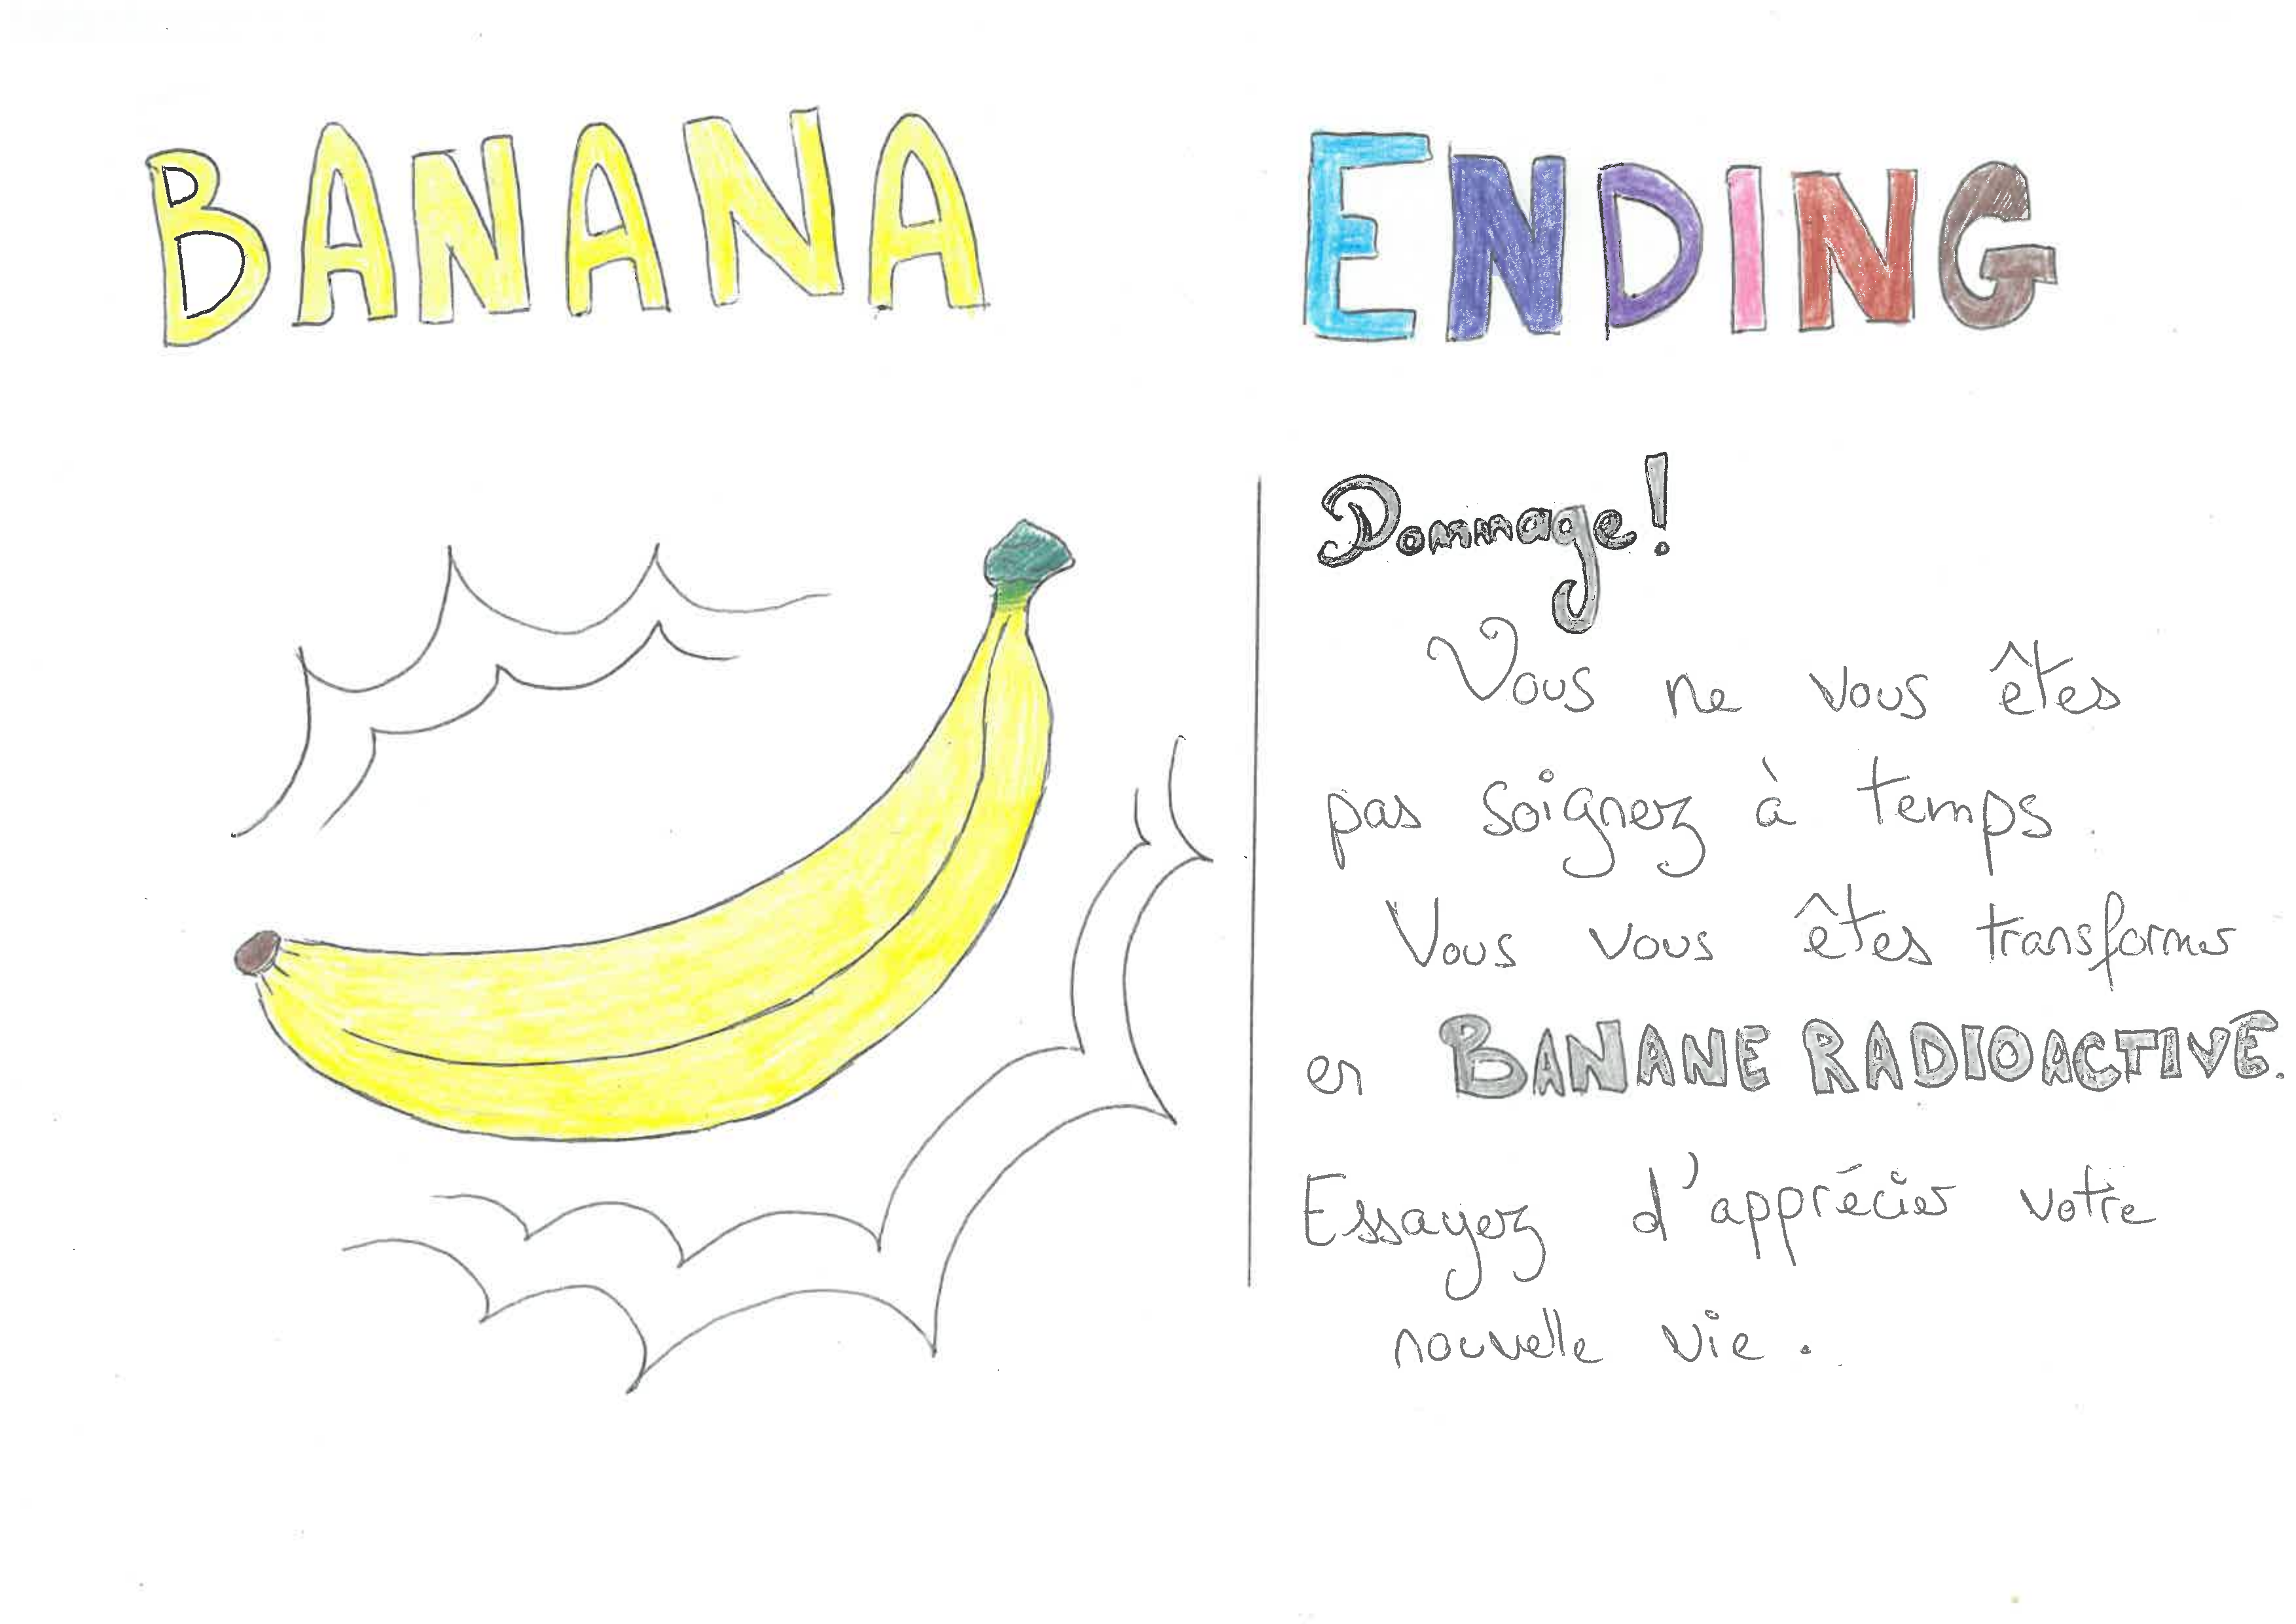 BANANA ENDING
Dommage!
Vous ne vous êtes
pas soignez à temps.
Vous vous êtes transformer
en BANANE RADIOACTIVE.
Essayez d'apprécier votre
nouvelle vie.